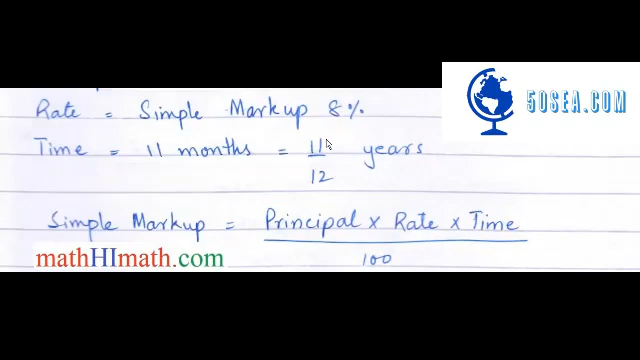 5OSEA.COM
Rate = Simple Markup 8%
Time = 11 months = 11/12 years
Simple Markup = Principal x Rate x Time / 100
mathHImath.com